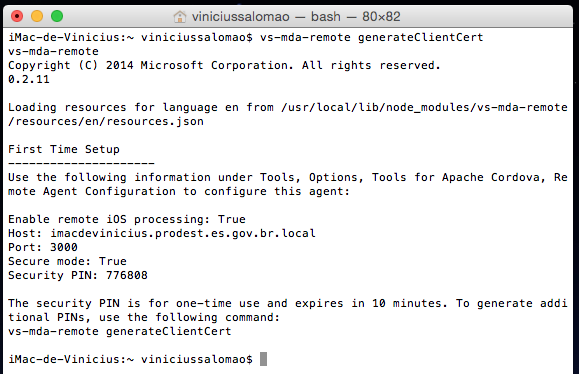 viniciussalomao — bash — 80×82
iMac-de-Vinicius:~ viniciussalomao$ vs-mda-remote generateClientCert
vs-mda-remote
Copyright (C) 2014 Microsoft Corporation. All rights reserved.
0.2.11
Loading resources for language en from /usr/local/lib/node_modules/vs-mda-remote
/resources/en/resources.json
First Time Setup
---------------------
Use the following information under Tools, Options, Tools for Apache Cordova, Re
mote Agent Configuration to configure this agent:
Enable remote iOS processing: True
Host: imacdevinicius.prodest.es.gov.br.local
Port: 3000
Secure mode: True
Security PIN: 776808
The security PIN is for one-time use and expires in 10 minutes. To generate addi
tional PINs, use the following command:
vs-mda-remote generateClientCert
iMac-de-Vinicius:~ viniciussalomao$